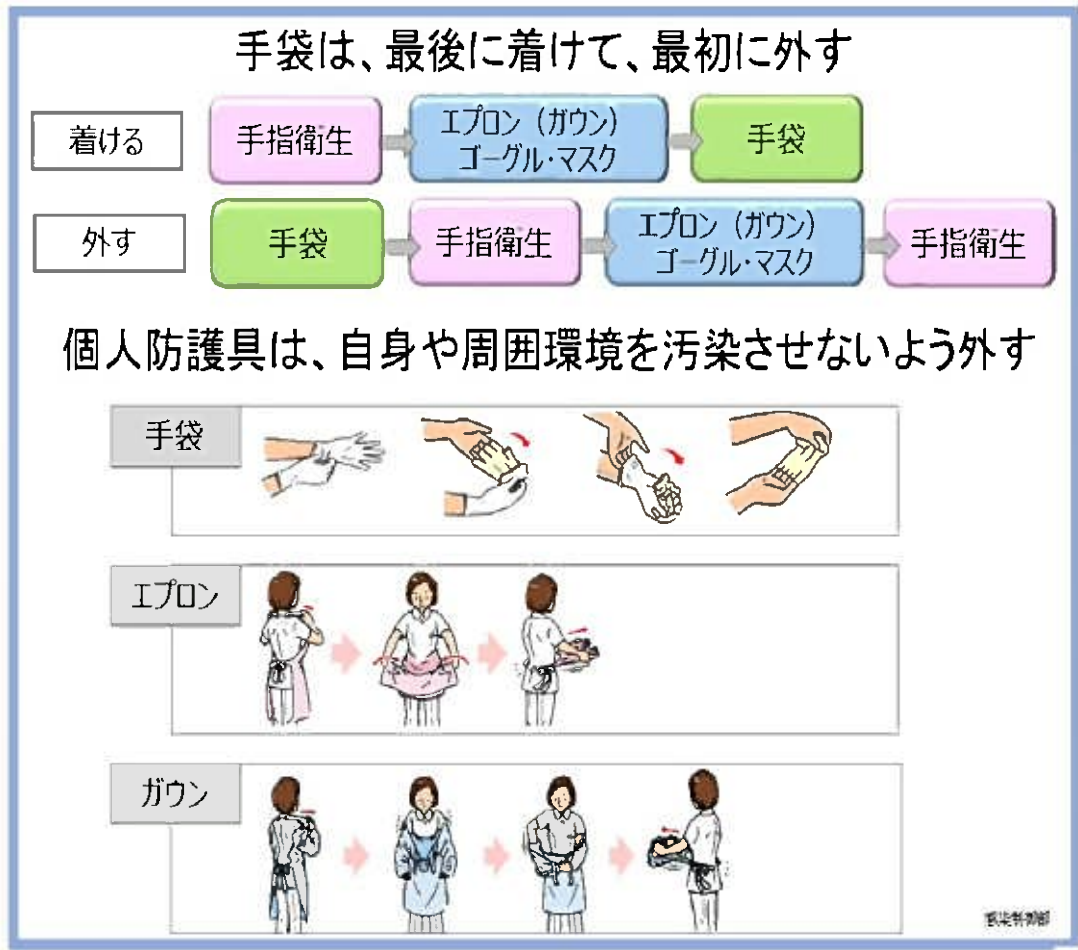 手袋は、最後に着けて、最初に外す
着ける
手指衛生
エプロン（ガウン）
ゴーグル・マスク
手袋
外す
手袋
手指衛生
エプロン（ガウン）
ゴーグル・マスク
手指衛生
個人防護具は、自身や周囲環境を汚染させないよう外す
手袋
エプロン
ガウン
感染制御部